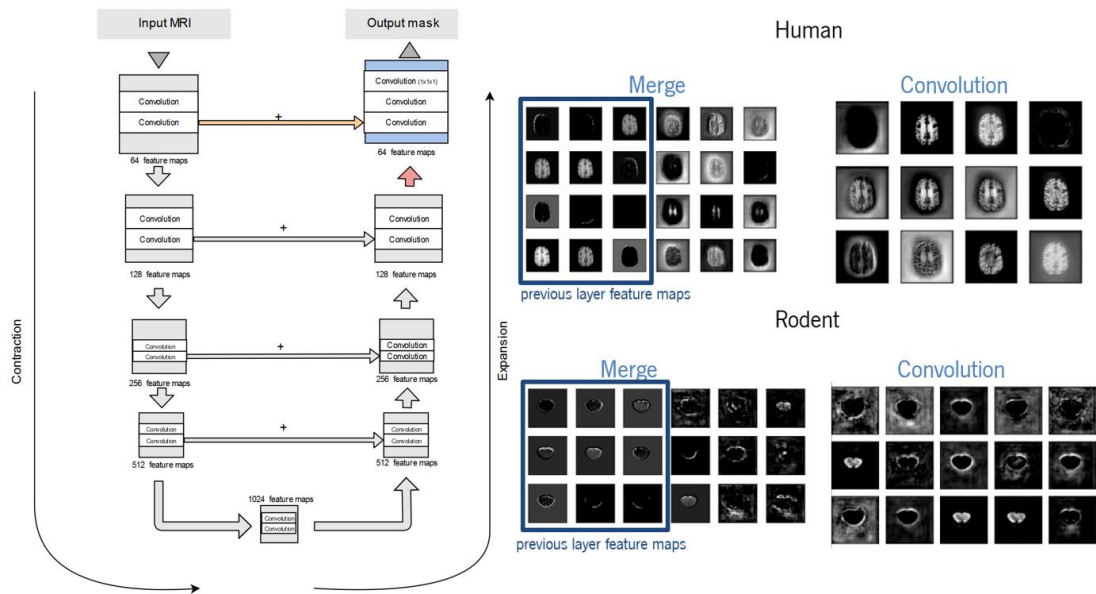 Input MRI
Output mask
Convolution
Convolution
64 feature maps
+
Convolution (1x1x1)
Convolution
Convolution
64 feature maps
Convolution
Convolution
128 feature maps
+
Convolution
Convolution
128 feature maps
Convolution
Convolution
256 feature maps
+
Convolution
Convolution
256 feature maps
Convolution
Convolution
512 feature maps
+
Convolution
Convolution
512 feature maps
1024 feature maps
Convolution
Convolution
Contraction
Expansion
Human
Merge
Convolution
previous layer feature maps
Rodent
Merge
Convolution
previous layer feature maps